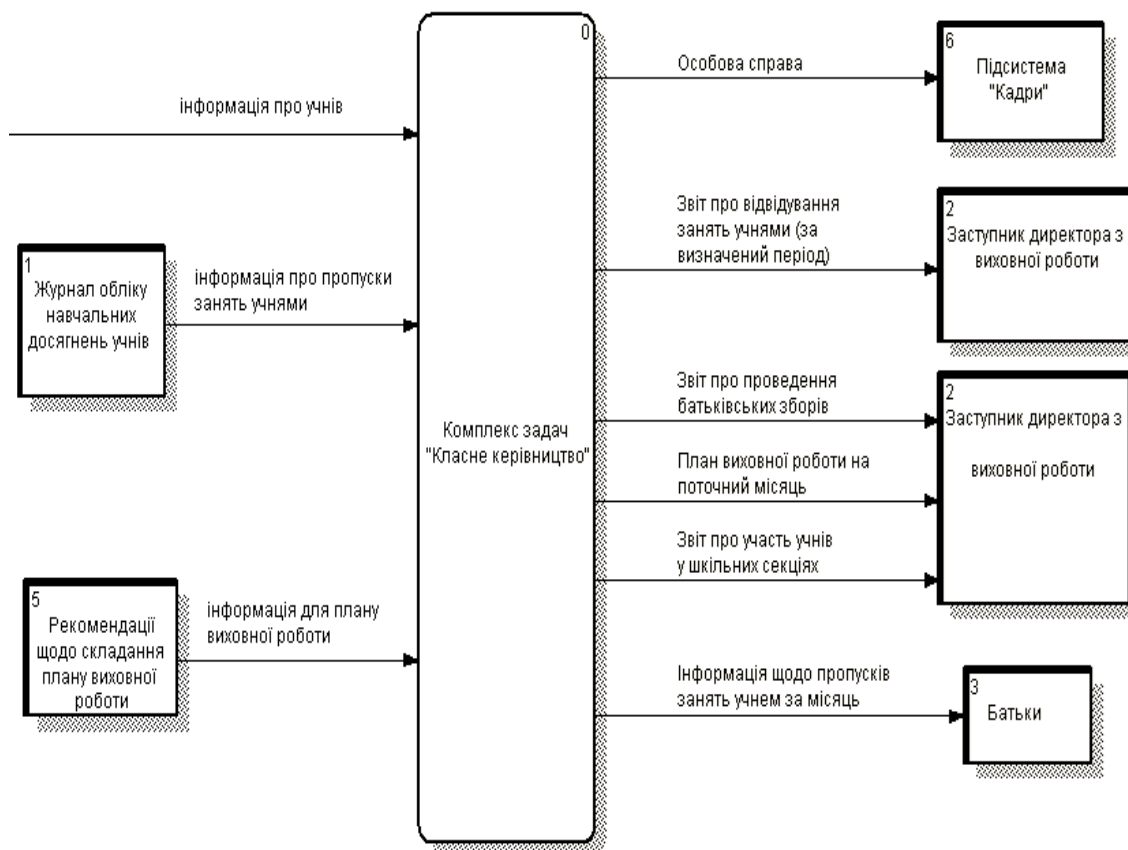 інформація про учнів
1
Журнал обліку
навчальних
досягнень учнів
інформація про пропуски
занять учнями
5
Рекомендації
щодо складання
плану виховної
роботи
інформація для плану
виховної роботи
0
Комплекс задач
"Класне керівництво"
Особова справа
6
Підсистема
"Кадри"
Звіт про відвідування
занять учнями (за
визначений період)
2
Заступник директора з
виховної роботи
Звіт про проведення
батьківських зборів
План виховної роботи на
поточний місяць
Звіт про участь учнів
у шкільних секціях
2
Заступник директора з
виховної роботи
Інформація щодо пропусків
занять учнем за місяць
3
Батьки